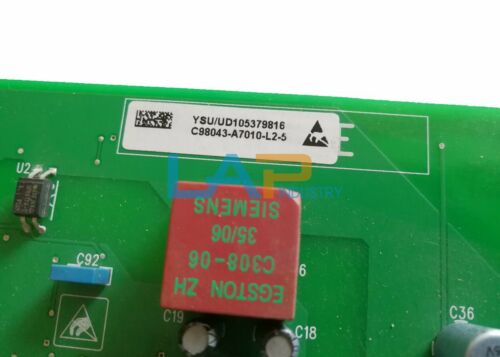 YSU/UD105379816
C98043-A7010-L2-5
LAP
INDUSTRY
U2
C92
EGSTON ZH
C308-06
35/06
SIEMENS
6
C19
C18
C36